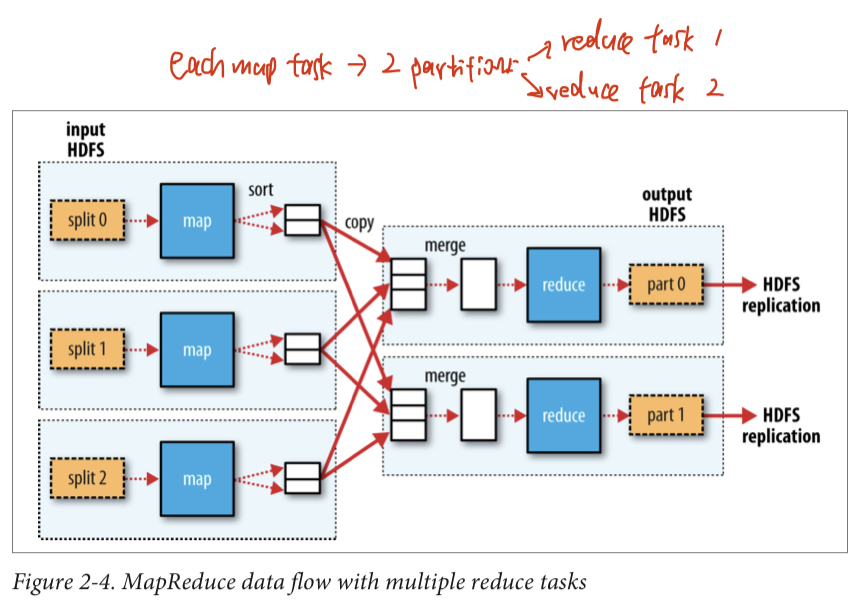 each map task → 2 partitions
reduce task 1
reduce task 2
input
HDFS
split 0
map
sort
copy
split 1
map
split 2
map
output
HDFS
merge
reduce
part 0
HDFS
replication
merge
reduce
part 1
HDFS
replication
Figure 2-4. MapReduce data flow with multiple reduce tasks